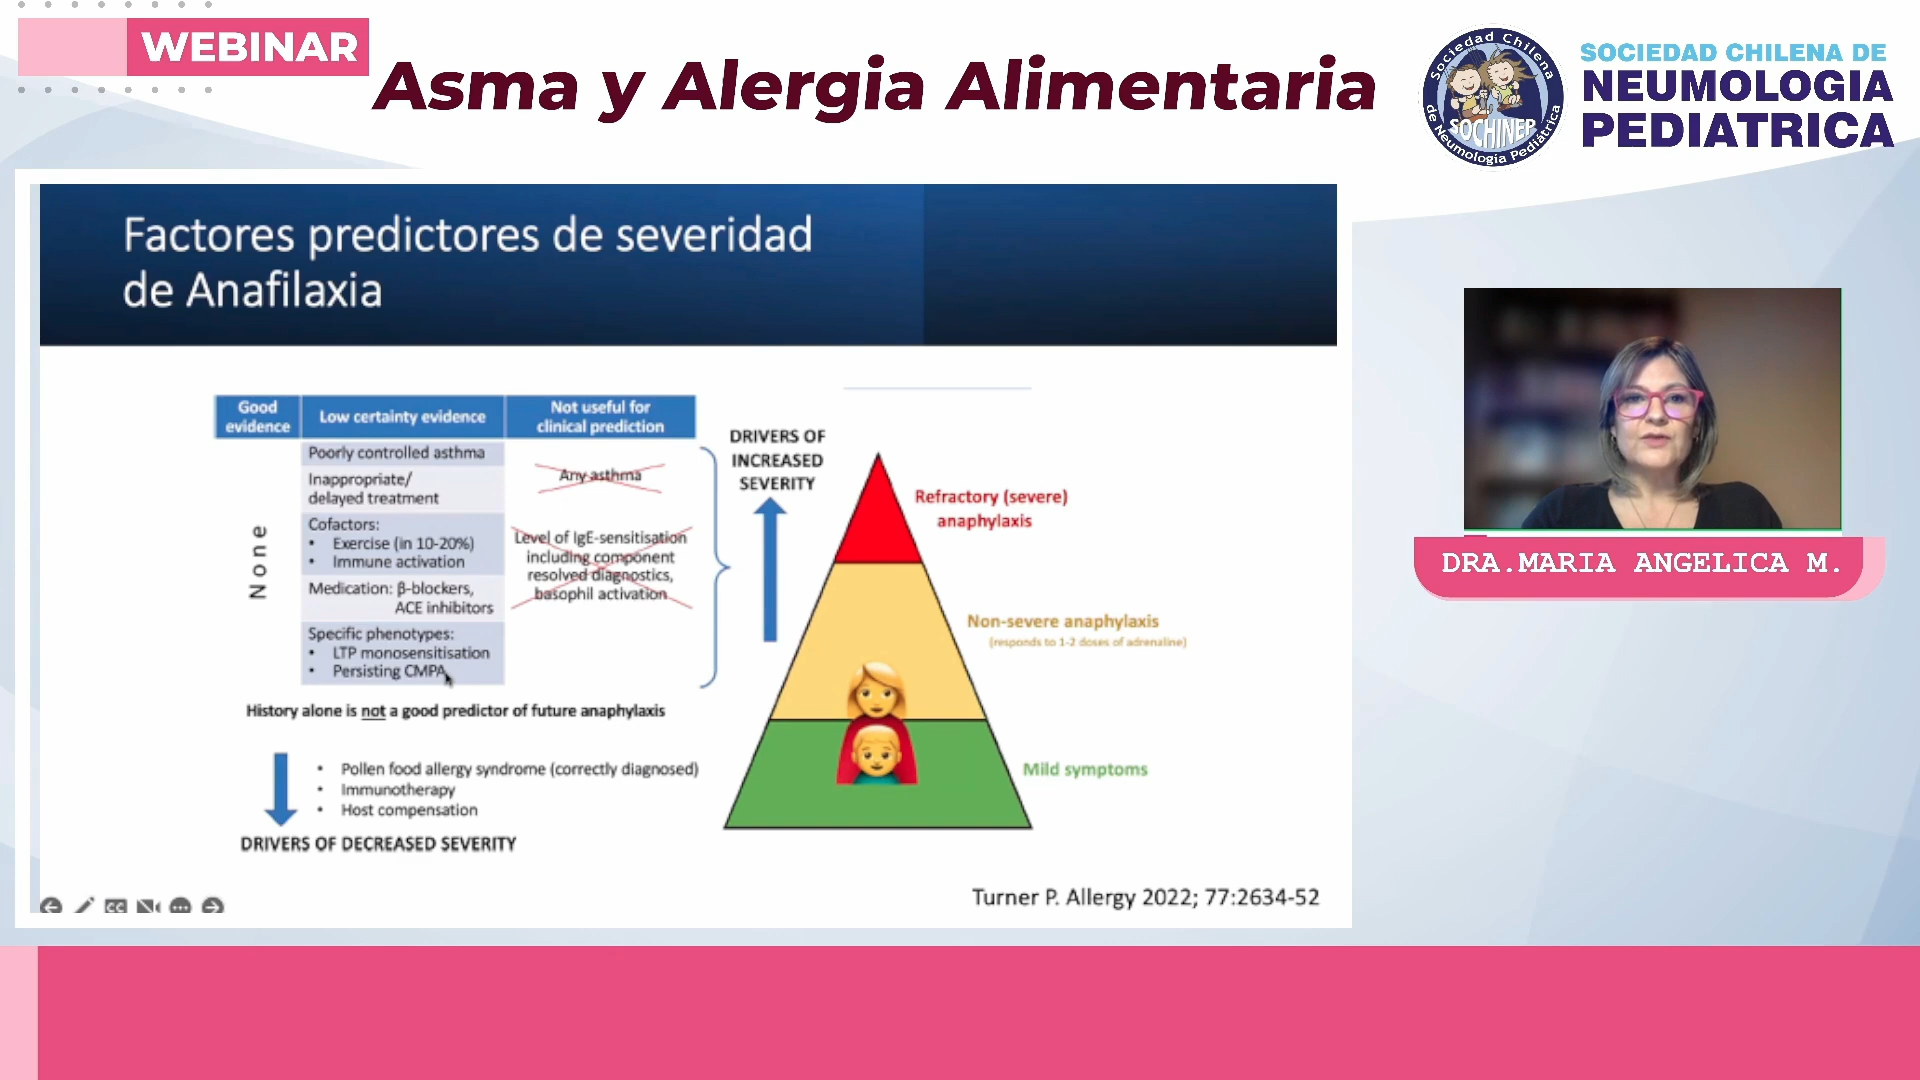 WEBINAR
Asma y Alergia Alimentaria
Sociedad Chilena
de Neumología Pediátrica
SOCHINEP
SOCIEDAD CHILENA DE
NEUMOLOGIA
PEDIATRICA
Factores predictores de severidad
de Anafilaxia
Good
evidence
Low certainty evidence
Not useful for
clinical prediction
None
Poorly controlled asthma
Inappropriate/
delayed treatment
Cofactors:
• Exercise (in 10-20%)
• Immune activation
Medication: β-blockers,
ACE inhibitors
Specific phenotypes:
• LTP monosensitisation
• Persisting CMPA
Any asthma
Level of IgE-sensitisation
including component
resolved diagnostics,
basophil activation
DRIVERS OF
INCREASED
SEVERITY
Refractory (severe)
anaphylaxis
Non-severe anaphylaxis
(responds to 1-2 doses of adrenaline)
Mild symptoms
History alone is not a good predictor of future anaphylaxis
• Pollen food allergy syndrome (correctly diagnosed)
• Immunotherapy
• Host compensation
DRIVERS OF DECREASED SEVERITY
Turner P. Allergy 2022; 77:2634-52
DRA.MARIA ANGELICA M.